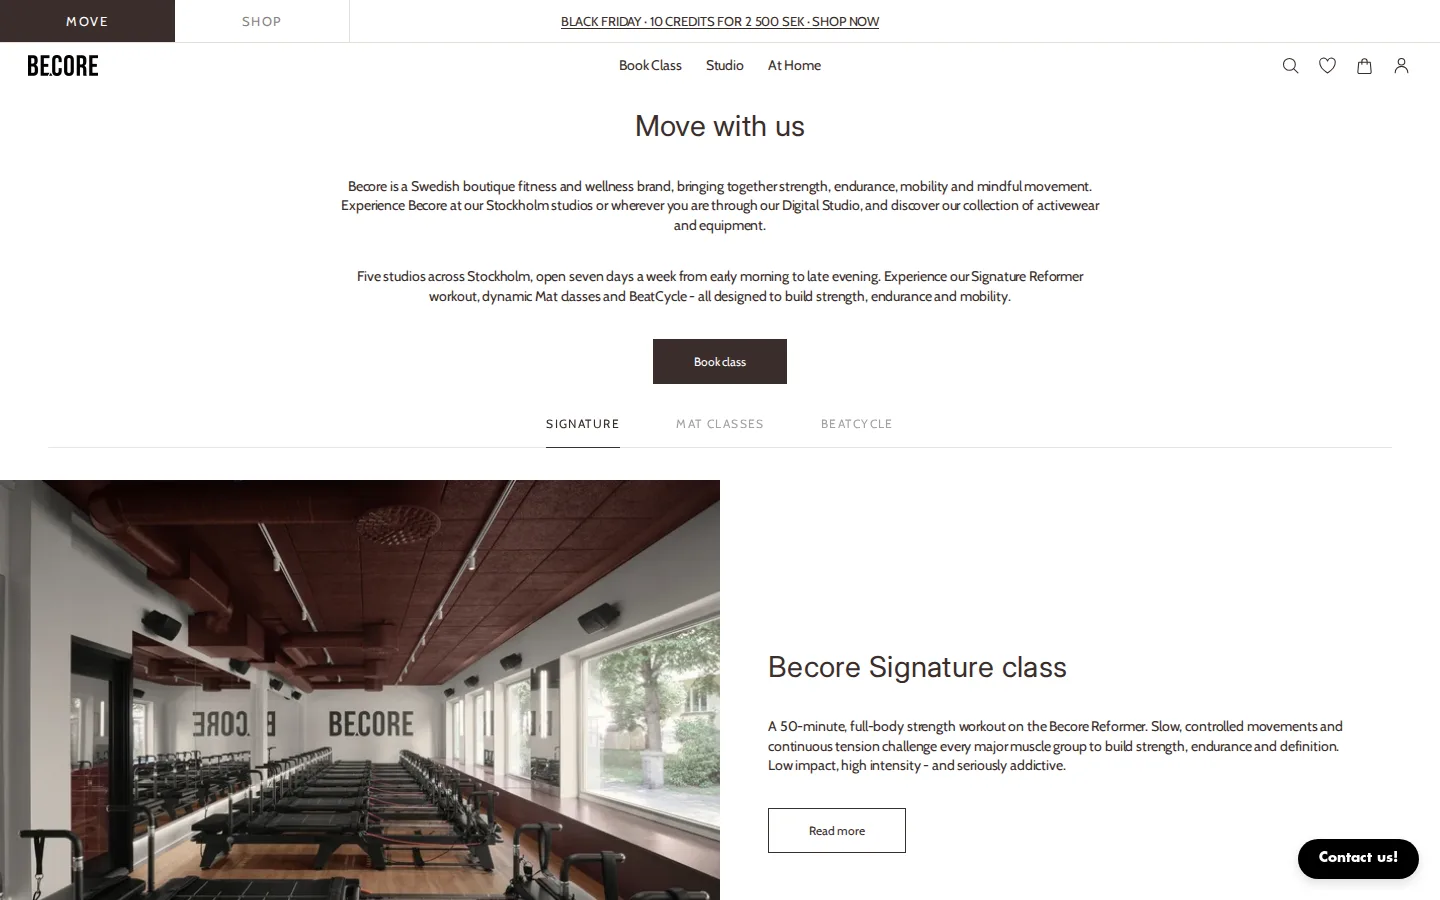 MOVE
SHOP
BLACK FRIDAY · 10 CREDITS FOR 2 500 SEK · SHOP NOW
BECORE
Book Class
Studio
At Home
Move with us
Becore is a Swedish boutique fitness and wellness brand, bringing together strength, endurance, mobility and mindful movement.
Experience Becore at our Stockholm studios or wherever you are through our Digital Studio, and discover our collection of activewear
and equipment.
Five studios across Stockholm, open seven days a week from early morning to late evening. Experience our Signature Reformer
workout, dynamic Mat classes and BeatCycle - all designed to build strength, endurance and mobility.
Book class
SIGNATURE
MAT CLASSES
BEATCYCLE
BECORE
BECORE
Becore Signature class
A 50-minute, full-body strength workout on the Becore Reformer. Slow, controlled movements and
continuous tension challenge every major muscle group to build strength, endurance and definition.
Low impact, high intensity - and seriously addictive.
Read more
Contact us!